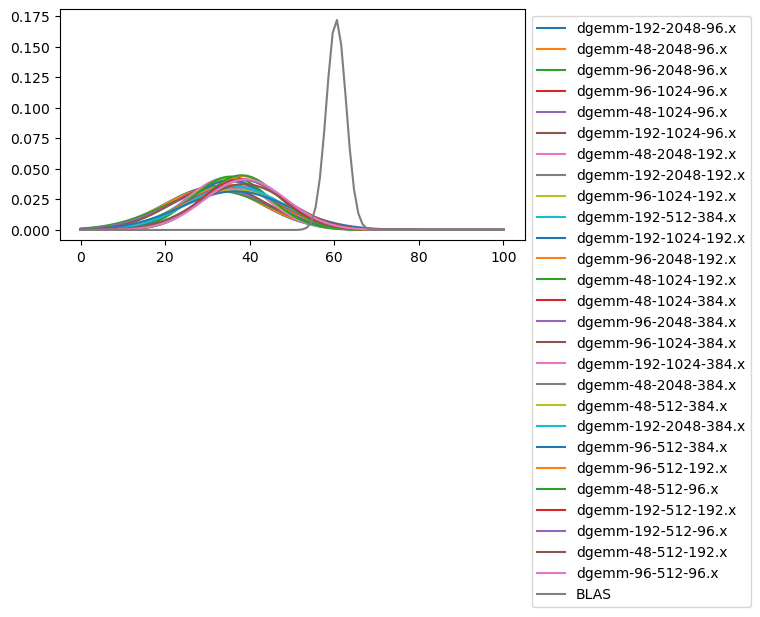 0.175
0.150
0.125
0.100
0.075
0.050
0.025
0.000
0 20 40 60 80 100
dgemm-192-2048-96.x
dgemm-48-2048-96.x
dgemm-96-2048-96.x
dgemm-96-1024-96.x
dgemm-48-1024-96.x
dgemm-192-1024-96.x
dgemm-48-2048-192.x
dgemm-192-2048-192.x
dgemm-96-1024-192.x
dgemm-192-512-384.x
dgemm-192-1024-192.x
dgemm-96-2048-192.x
dgemm-48-1024-192.x
dgemm-48-1024-384.x
dgemm-96-2048-384.x
dgemm-96-1024-384.x
dgemm-192-1024-384.x
dgemm-48-2048-384.x
dgemm-48-512-384.x
dgemm-192-2048-384.x
dgemm-96-512-384.x
dgemm-96-512-192.x
dgemm-48-512-96.x
dgemm-192-512-192.x
dgemm-192-512-96.x
dgemm-48-512-192.x
dgemm-96-512-96.x
BLAS